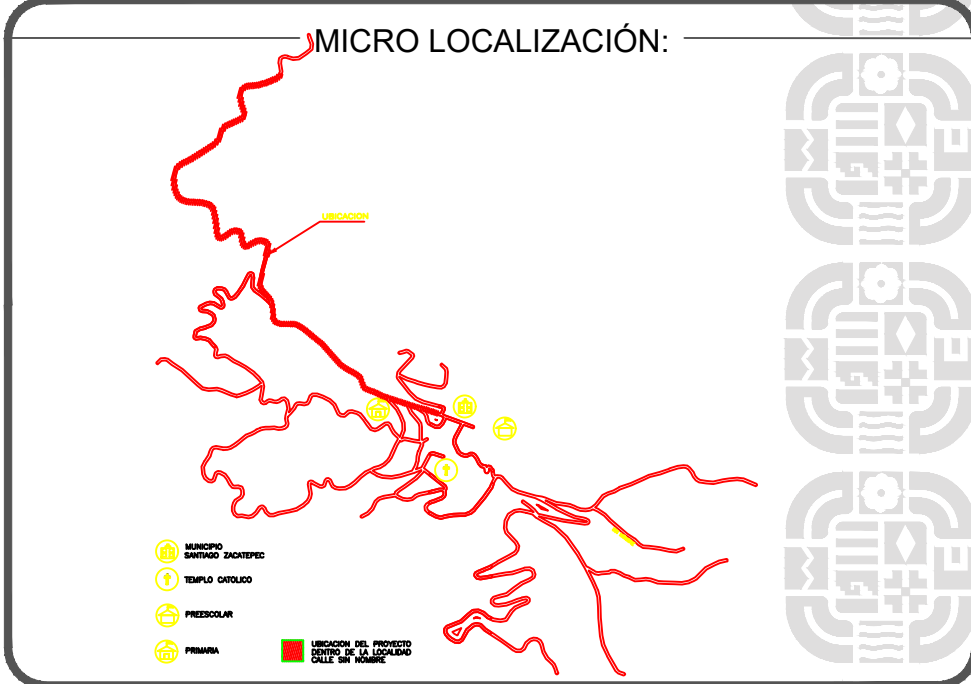 MICRO LOCALIZACIÓN:
UBICACION
MUNICIPIO
SANTIAGO ZACATEPEC
TEMPLO CATOLICO
PREESCOLAR
PRIMARIA
UBICACION DEL PROYECTO
DENTRO DE LA LOCALIDAD
CALLE SIN NOMBRE